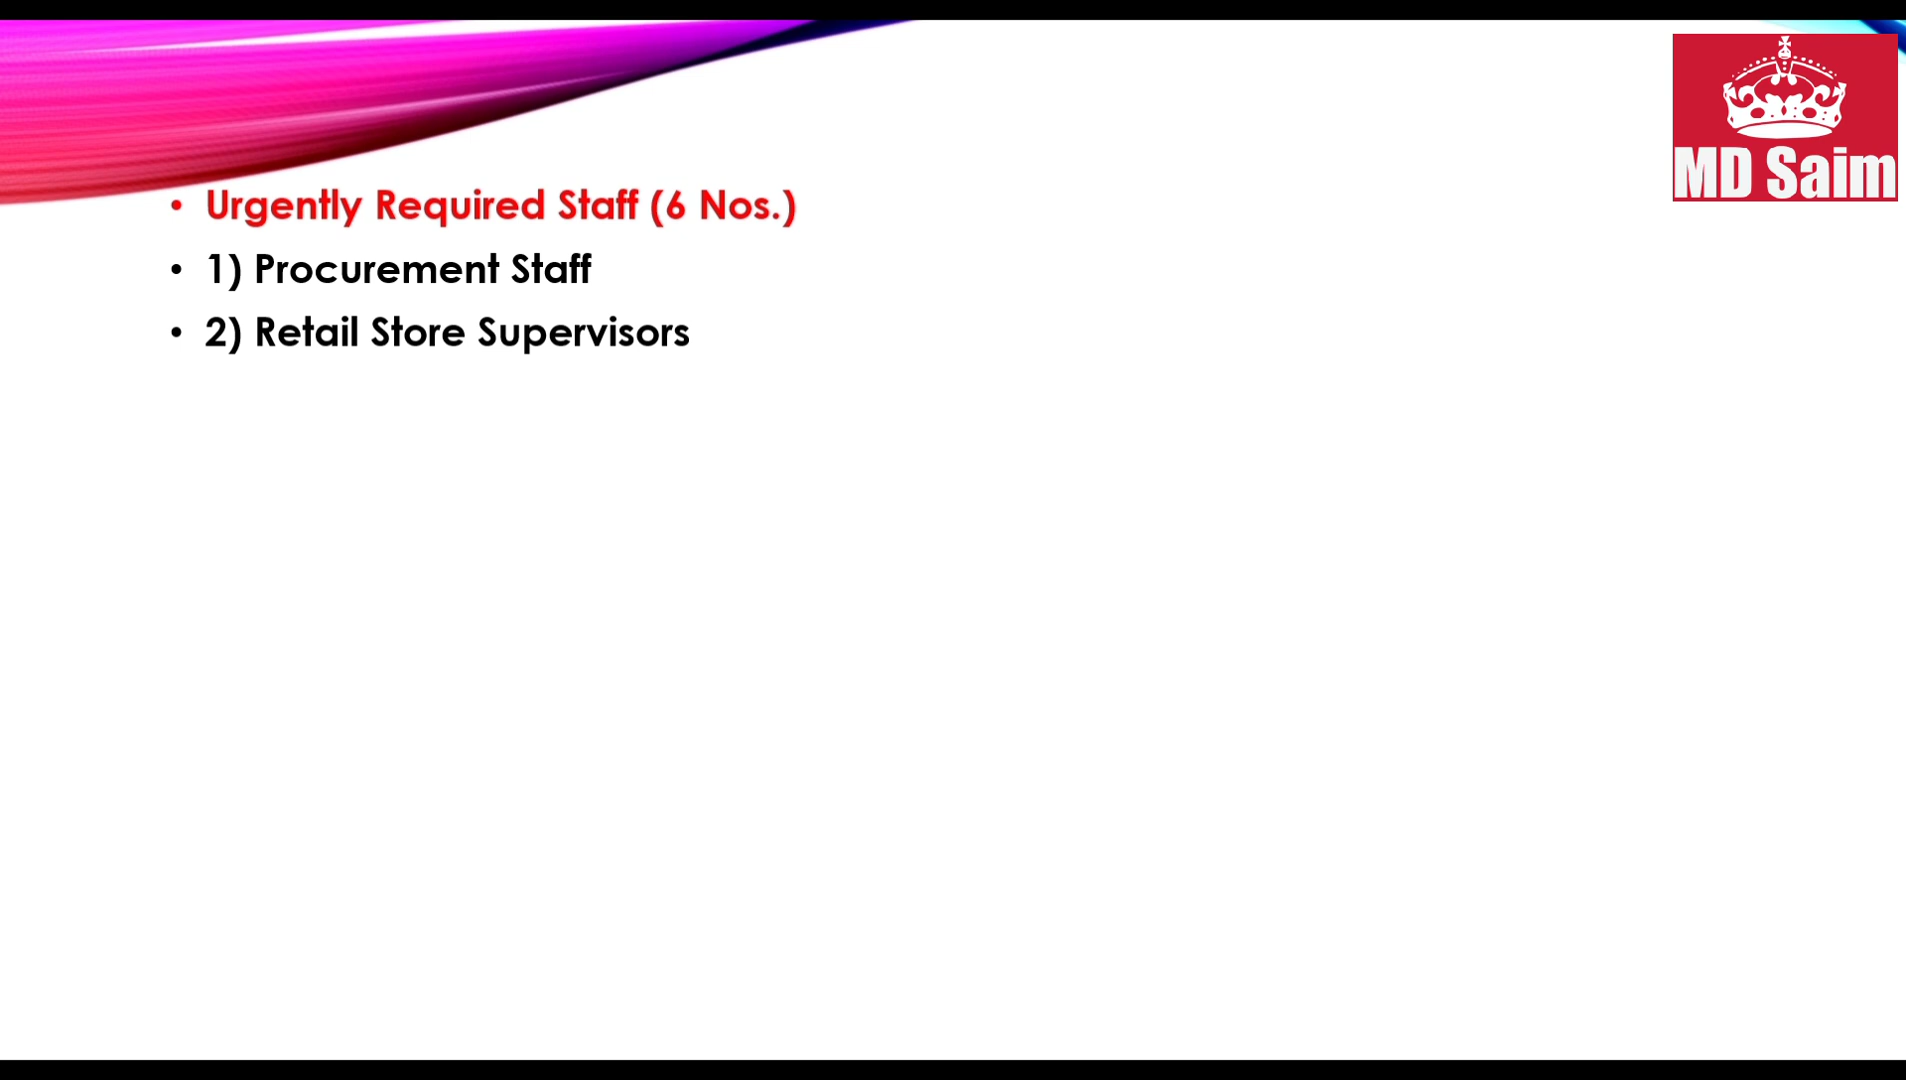 MD Saim
• Urgently Required Staff (6 Nos.)
• 1) Procurement Staff
• 2) Retail Store Supervisors